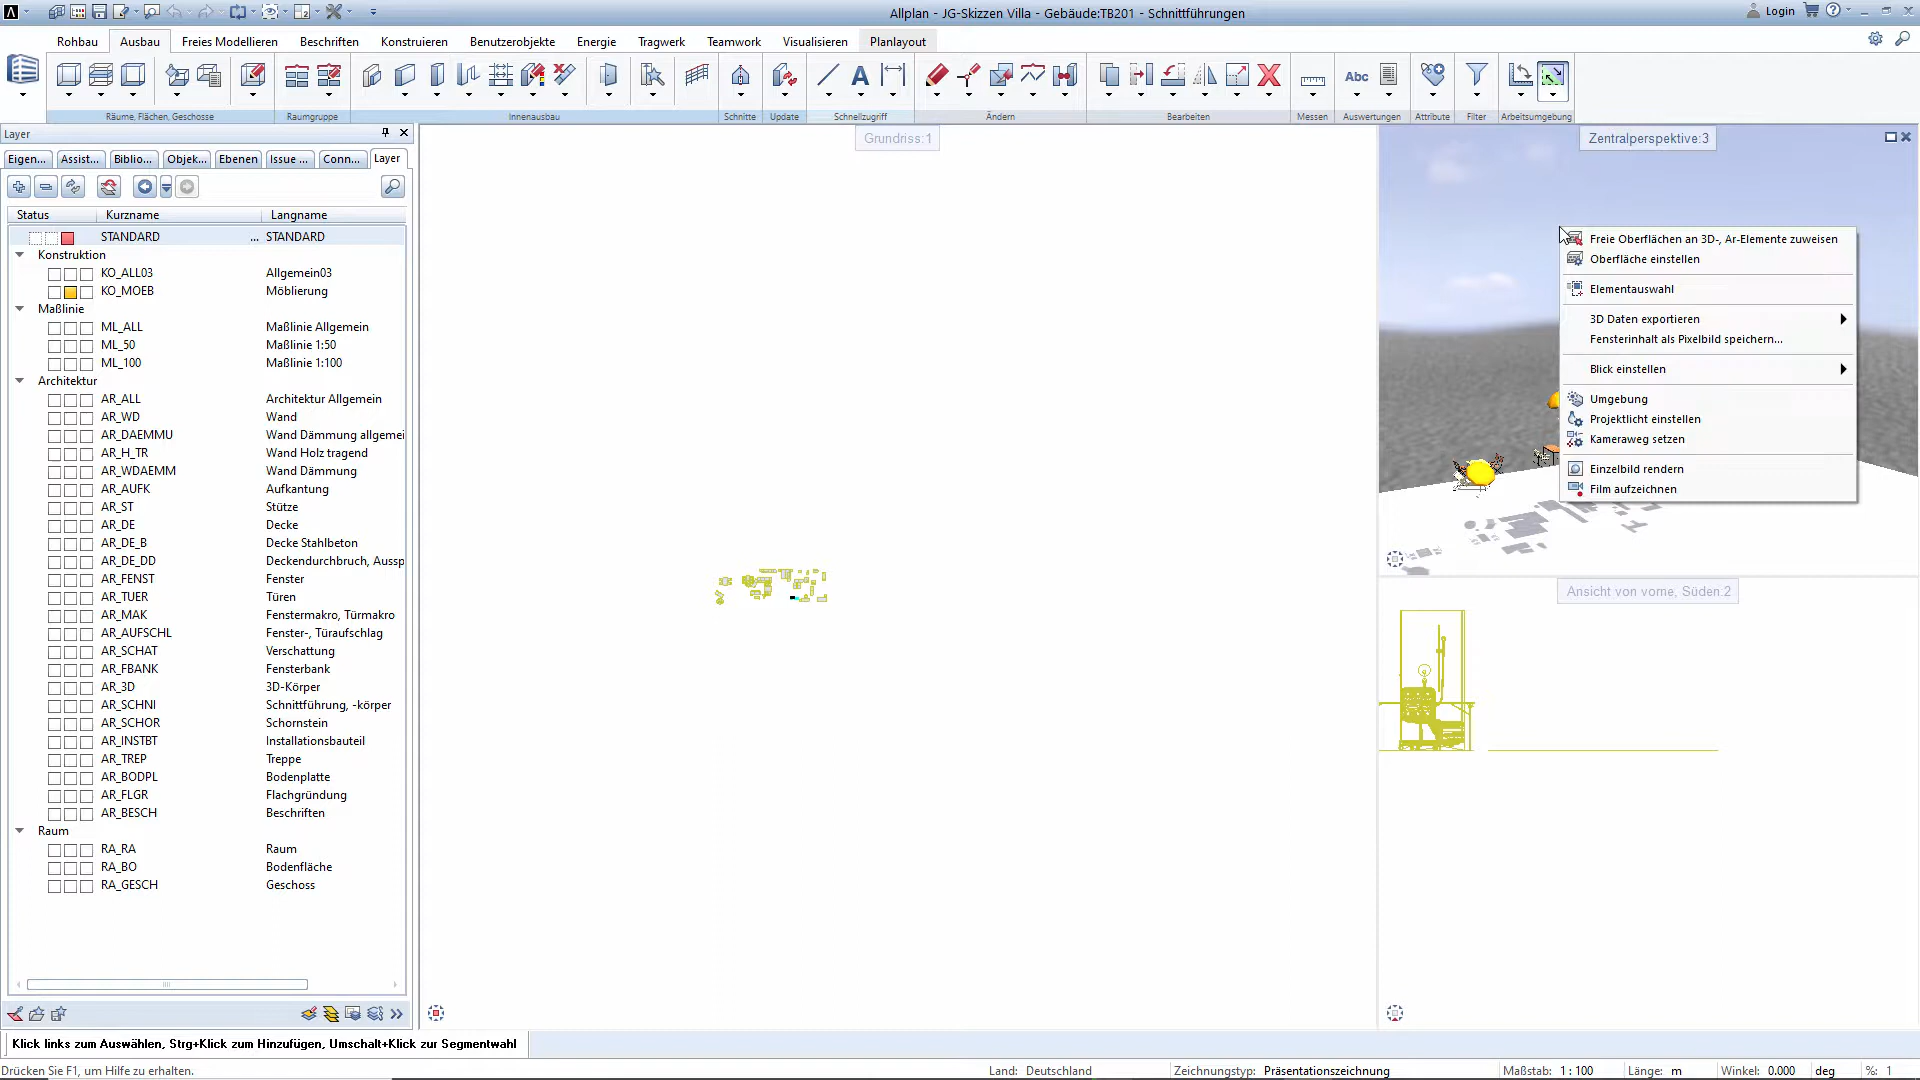 Allplan - JG-Skizzen Villa - Gebäude:TB201 - Schnittführungen
Login
Rohbau Ausbau Freies Modellieren Beschriften Konstruieren Benutzerobjekte Energie Tragwerk Teamwork Visualisieren Planlayout
Abc
Räume, Flächen, Geschosse Raumgruppe Innenausbau Schnitte Update Schnellzugriff Ändern Bearbeiten Messen Auswertungen Attribute Filter Arbeitsumgebung
Layer
Eigen... Assist... Biblio... Objek... Ebenen Issue ... Conn... Layer
Status Kurzname Langname
STANDARD ... STANDARD
Konstruktion
KO_ALL03 Allgemein03
KO_MOEB Möblierung
Maßlinie
ML_ALL Maßlinie Allgemein
ML_50 Maßlinie 1:50
ML_100 Maßlinie 1:100
Architektur
AR_ALL Architektur Allgemein
AR_WD Wand
AR_DAEMMU Wand Dämmung allgemei
AR_H_TR Wand Holz tragend
AR_WDAEMM Wand Dämmung
AR_AUFK Aufkantung
AR_ST Stütze
AR_DE Decke
AR_DE_B Decke Stahlbeton
AR_DE_DD Deckendurchbruch, Aussp
AR_FENST Fenster
AR_TUER Türen
AR_MAK Fenstermakro, Türmakro
AR_AUFSCHL Fenster-, Türaufschlag
AR_SCHAT Verschattung
AR_FBANK Fensterbank
AR_3D 3D-Körper
AR_SCHNI Schnittführung, -körper
AR_SCHOR Schornstein
AR_INSTBT Installationsbauteil
AR_TREP Treppe
AR_BODPL Bodenplatte
AR_FLGR Flachgründung
AR_BESCH Beschriften
Raum
RA_RA Raum
RA_BO Bodenfläche
RA_GESCH Geschoss
Grundriss:1
Zentralperspektive:3
Freie Oberflächen an 3D-, Ar-Elemente zuweisen
Oberfläche einstellen
Elementauswahl
3D Daten exportieren
Fensterinhalt als Pixelbild speichern...
Blick einstellen
Umgebung
Projektlicht einstellen
Kameraweg setzen
Einzelbild rendern
Film aufzeichnen
Ansicht von vorne, Süden:2
Klick links zum Auswählen, Strg+Klick zum Hinzufügen, Umschalt+Klick zur Segmentwahl
Drücken Sie F1, um Hilfe zu erhalten. Land: Deutschland Zeichnungstyp: Präsentationszeichnung Maßstab: 1 : 100 Länge: m Winkel: 0.000 deg %: 1